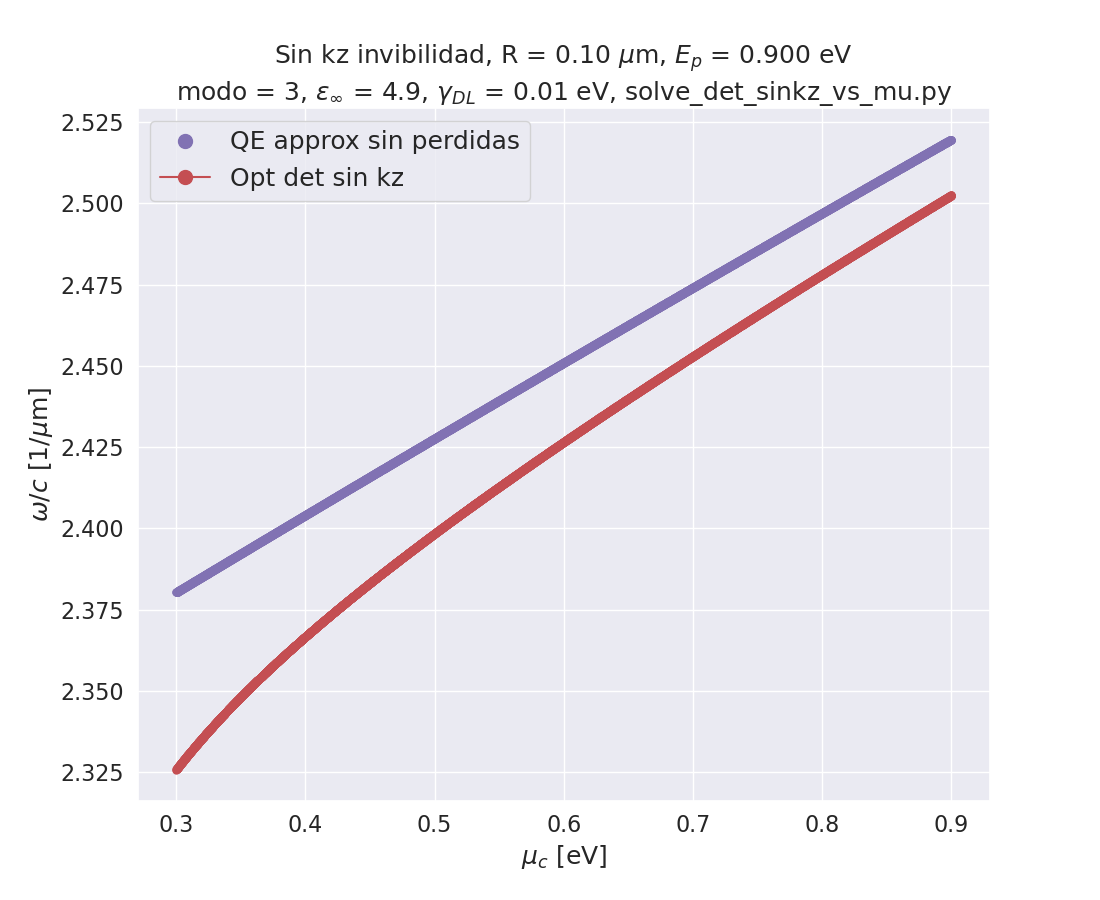 Sin kz invibilidad, R = 0.10 μm, E_p = 0.900 eV
modo = 3, ε_∞ = 4.9, γ_DL = 0.01 eV, solve_det_sinkz_vs_mu.py
QE approx sin perdidas
Opt det sin kz
2.525
2.500
2.475
2.450
2.425
2.400
2.375
2.350
2.325
ω/c [1/μm]
0.3 0.4 0.5 0.6 0.7 0.8 0.9
μ_c [eV]